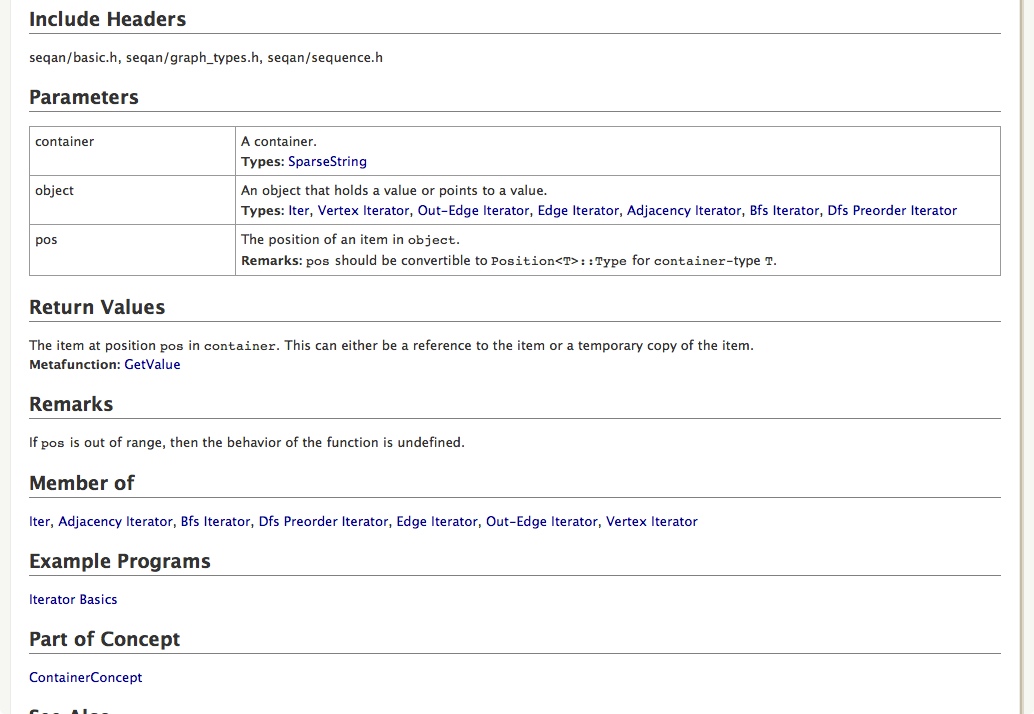 Include Headers
seqan/basic.h, seqan/graph_types.h, seqan/sequence.h
Parameters
container
A container.
Types: SparseString
object
An object that holds a value or points to a value.
Types: Iter, Vertex Iterator, Out-Edge Iterator, Edge Iterator, Adjacency Iterator, Bfs Iterator, Dfs Preorder Iterator
pos
The position of an item in object.
Remarks: pos should be convertible to Position<T>::Type for container-type T.
Return Values
The item at position pos in container. This can either be a reference to the item or a temporary copy of the item.
Metafunction: GetValue
Remarks
If pos is out of range, then the behavior of the function is undefined.
Member of
Iter, Adjacency Iterator, Bfs Iterator, Dfs Preorder Iterator, Edge Iterator, Out-Edge Iterator, Vertex Iterator
Example Programs
Iterator Basics
Part of Concept
ContainerConcept
See Also